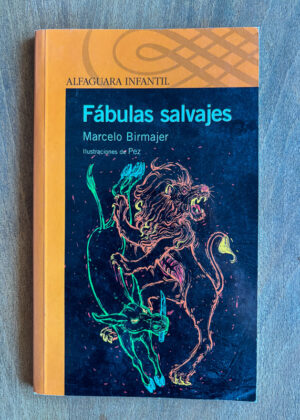 ALFAGUARA INFANTIL
Fábulas salvajes
Marcelo Birmajer
Ilustraciones de Pez